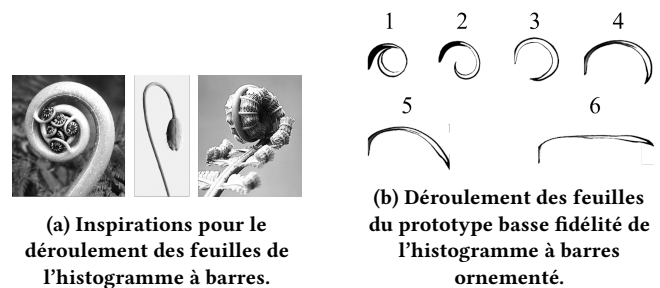 1 2 3 4
5 6
(a) Inspirations pour le
déroulement des feuilles de
l'histogramme à barres.
(b) Déroulement des feuilles
du prototype basse fidélité de
l'histogramme à barres
ornementé.